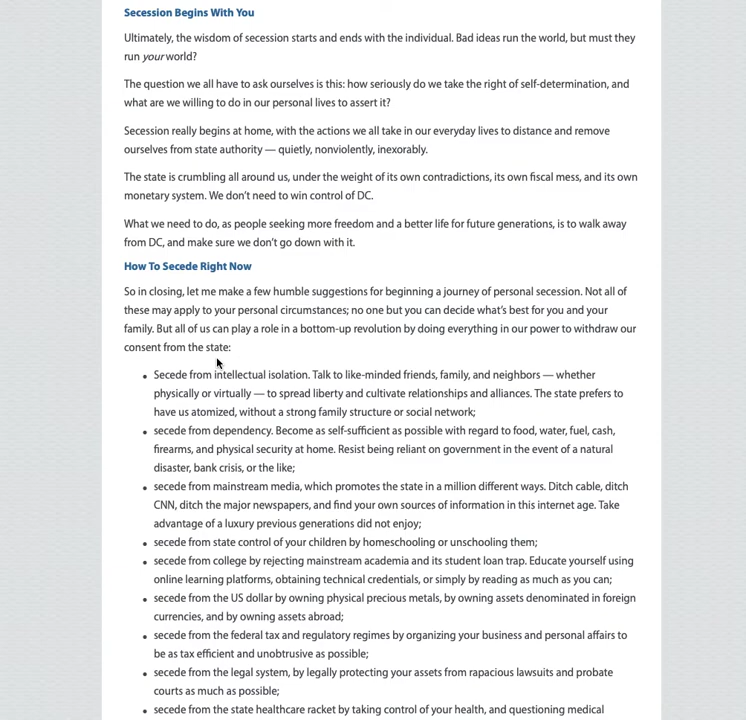 Secession Begins With You
Ultimately, the wisdom of secession starts and ends with the individual. Bad ideas run the world, but must they
run your world?
The question we all have to ask ourselves is this: how seriously do we take the right of self-determination, and
what are we willing to do in our personal lives to assert it?
Secession really begins at home, with the actions we all take in our everyday lives to distance and remove
ourselves from state authority — quietly, nonviolently, inexorably.
The state is crumbling all around us, under the weight of its own contradictions, its own fiscal mess, and its own
monetary system. We don't need to win control of DC.
What we need to do, as people seeking more freedom and a better life for future generations, is to walk away
from DC, and make sure we don't go down with it.
How To Secede Right Now
So in closing, let me make a few humble suggestions for beginning a journey of personal secession. Not all of
these may apply to your personal circumstances; no one but you can decide what's best for you and your
family. But all of us can play a role in a bottom-up revolution by doing everything in our power to withdraw our
consent from the state:
• Secede from intellectual isolation. Talk to like-minded friends, family, and neighbors — whether
physically or virtually — to spread liberty and cultivate relationships and alliances. The state prefers to
have us atomized, without a strong family structure or social network;
• secede from dependency. Become as self-sufficient as possible with regard to food, water, fuel, cash,
firearms, and physical security at home. Resist being reliant on government in the event of a natural
disaster, bank crisis, or the like;
• secede from mainstream media, which promotes the state in a million different ways. Ditch cable, ditch
CNN, ditch the major newspapers, and find your own sources of information in this internet age. Take
advantage of a luxury previous generations did not enjoy;
• secede from state control of your children by homeschooling or unschooling them;
• secede from college by rejecting mainstream academia and its student loan trap. Educate yourself using
online learning platforms, obtaining technical credentials, or simply by reading as much as you can;
• secede from the US dollar by owning physical precious metals, by owning assets denominated in foreign
currencies, and by owning assets abroad;
• secede from the federal tax and regulatory regimes by organizing your business and personal affairs to
be as tax efficient and unobtrusive as possible;
• secede from the legal system, by legally protecting your assets from rapacious lawsuits and probate
courts as much as possible;
• secede from the state healthcare racket by taking control of your health, and questioning medical